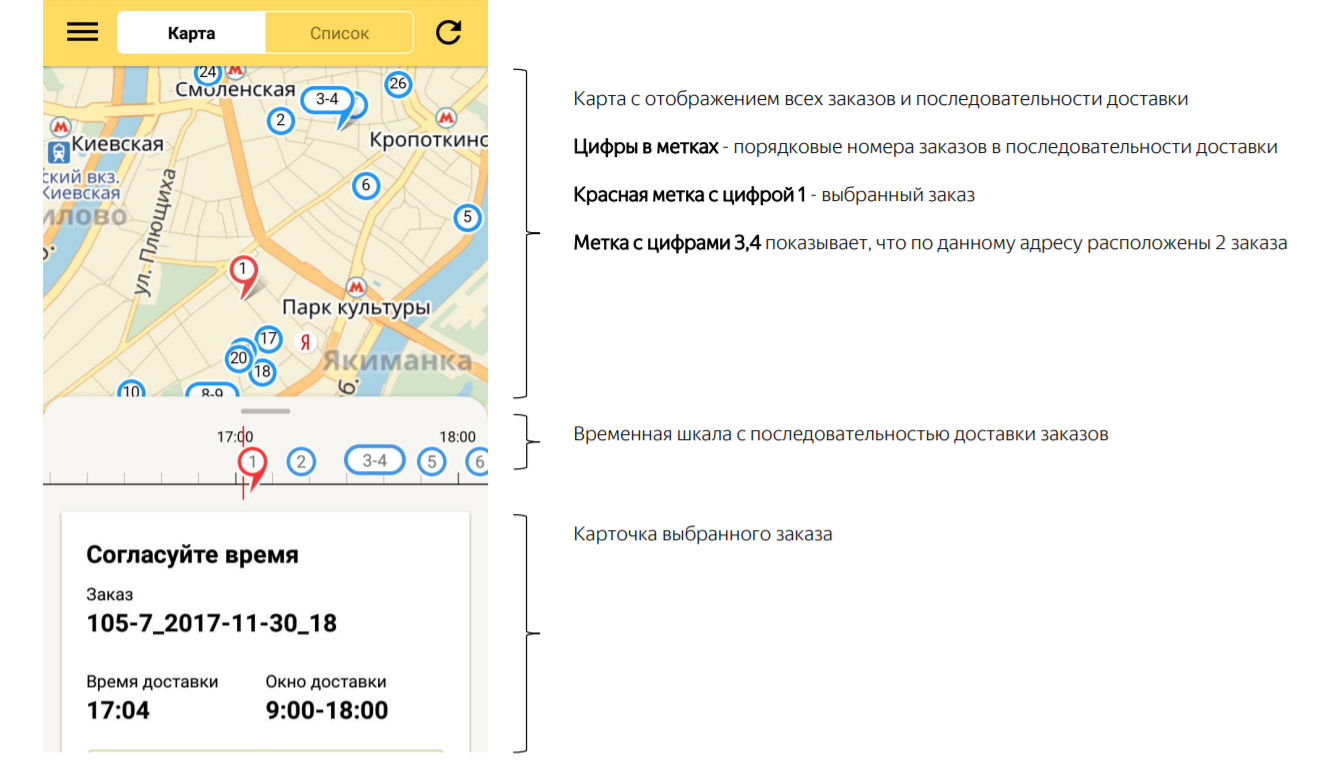 Карта
Список
24
Смоленская
3-4
26
2
Киевская
Кропоткинс
ский вкз.
Киевская
6
илово
5
ул. Плющиха
1
Парк культуры
17
Я
20
18
Якиманка
10
8-9
17:00
18:00
1
2
3-4
5
6
Согласуйте время
Заказ
105-7_2017-11-30_18
Время доставки
Окно доставки
17:04
9:00-18:00
Карта с отображением всех заказов и последовательности доставки
Цифры в метках - порядковые номера заказов в последовательности доставки
Красная метка с цифрой 1 - выбранный заказ
Метка с цифрами 3,4 показывает, что по данному адресу расположены 2 заказа
Временная шкала с последовательностью доставки заказов
Карточка выбранного заказа